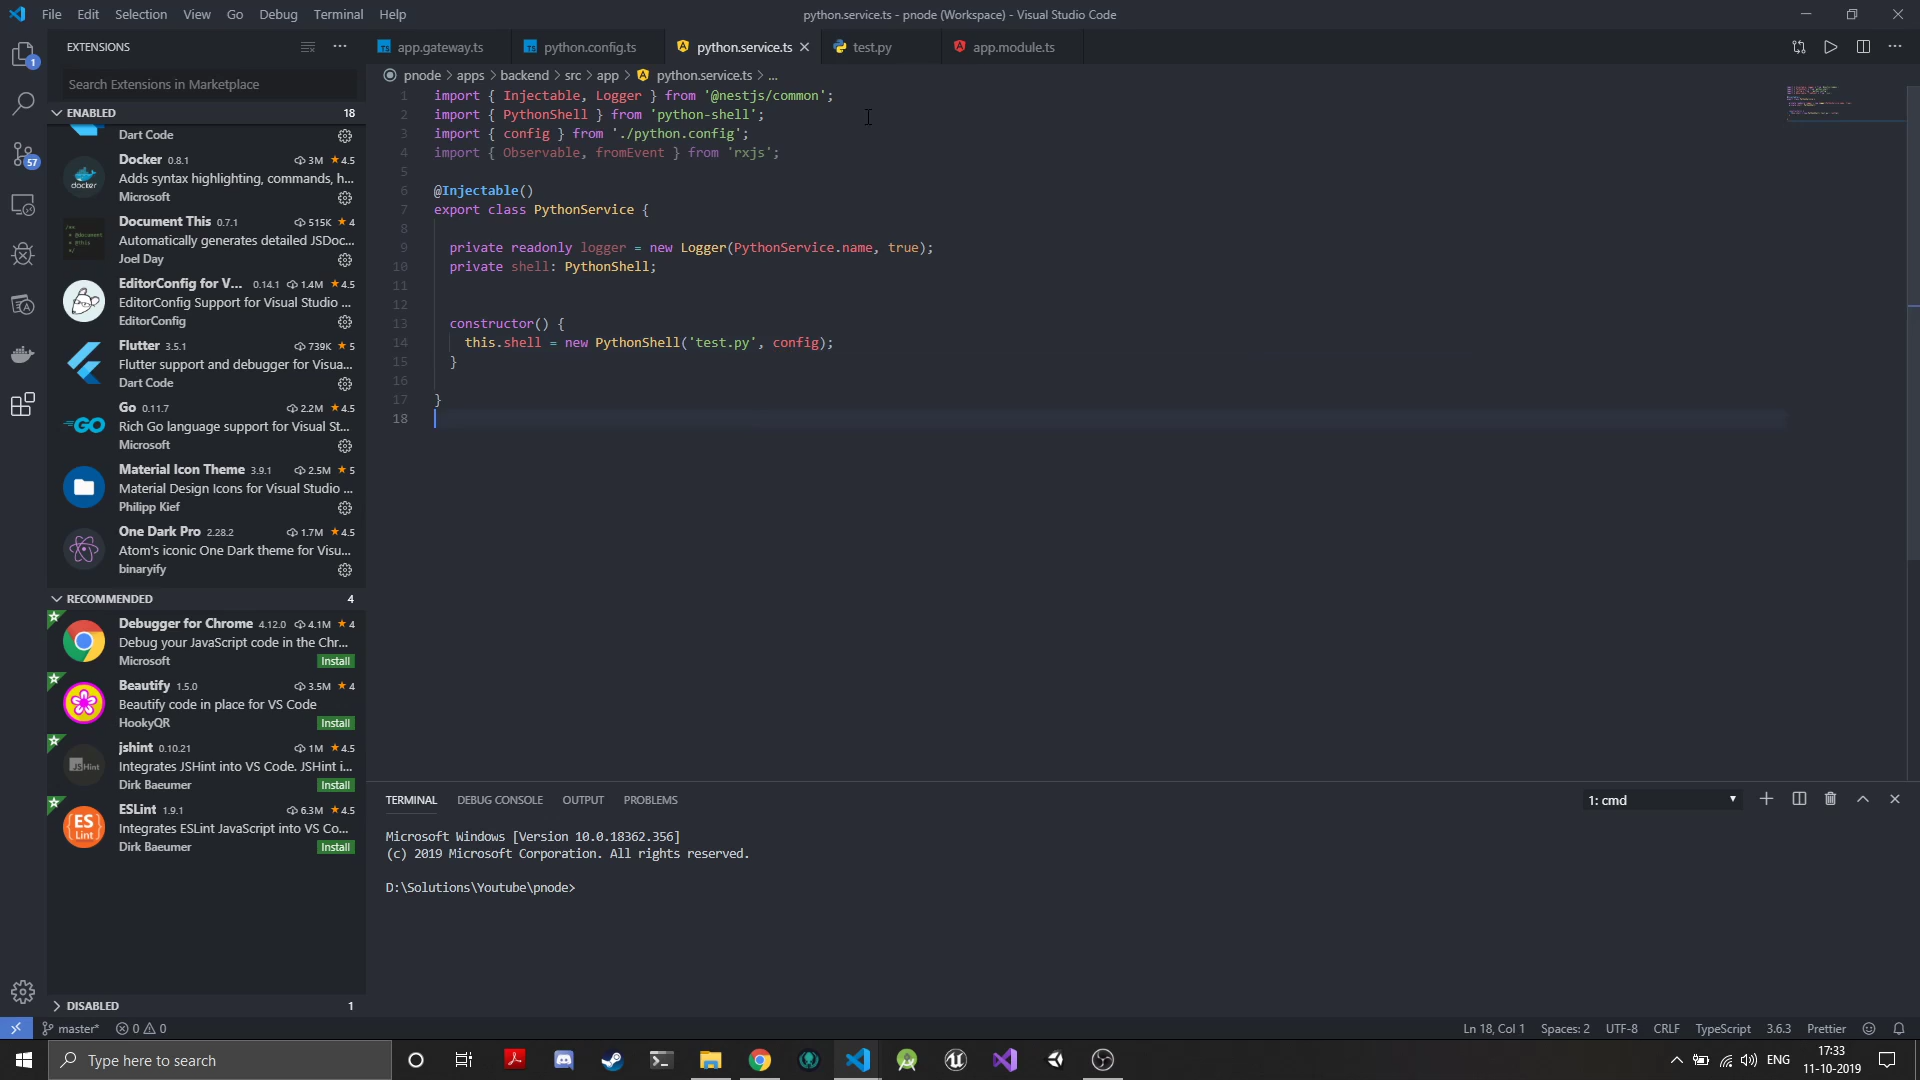 File Edit Selection View Go Debug Terminal Help
python.service.ts - pnode (Workspace) - Visual Studio Code
EXTENSIONS
app.gateway.ts
python.config.ts
python.service.ts
test.py
app.module.ts
Search Extensions in Marketplace
pnode > apps > backend > src > app > python.service.ts > ...
ENABLED 18
Dart Code
Docker 0.8.1 3M 4.5
Adds syntax highlighting, commands, h...
Microsoft
Document This 0.7.1 515K 4
Automatically generates detailed JSDoc...
Joel Day
EditorConfig for V... 0.14.1 1.4M 4.5
EditorConfig Support for Visual Studio ...
EditorConfig
Flutter 3.5.1 739K 5
Flutter support and debugger for Visua...
Dart Code
Go 0.11.7 2.2M 4.5
Rich Go language support for Visual St...
Microsoft
Material Icon Theme 3.9.1 2.5M 5
Material Design Icons for Visual Studio ...
Philipp Kief
One Dark Pro 2.28.2 1.7M 4.5
Atom's iconic One Dark theme for Visu...
binaryify
RECOMMENDED 4
Debugger for Chrome 4.12.0 4.1M 4
Debug your JavaScript code in the Chr...
Microsoft Install
Beautify 1.5.0 3.5M 4
Beautify code in place for VS Code
HookyQR Install
jshint 0.10.21 1M 4.5
Integrates JSHint into VS Code. JSHint i...
Dirk Baeumer Install
ESLint 1.9.1 6.3M 4.5
Integrates ESLint JavaScript into VS Co...
Dirk Baeumer Install
DISABLED 1
1 import { Injectable, Logger } from '@nestjs/common';
2 import { PythonShell } from 'python-shell';
3 import { config } from './python.config';
4 import { Observable, fromEvent } from 'rxjs';
5
6 @Injectable()
7 export class PythonService {
8
9 private readonly logger = new Logger(PythonService.name, true);
10 private shell: PythonShell;
11
12
13 constructor() {
14 this.shell = new PythonShell('test.py', config);
15 }
16
17 }
18
TERMINAL DEBUG CONSOLE OUTPUT PROBLEMS
1: cmd
Microsoft Windows [Version 10.0.18362.356]
(c) 2019 Microsoft Corporation. All rights reserved.
D:\Solutions\Youtube\pnode>
1
57
docker
GO
JSHint
ES
Lint
master* 0 0
Ln 18, Col 1 Spaces: 2 UTF-8 CRLF TypeScript 3.6.3 Prettier
Type here to search
ENG
17:33
11-10-2019